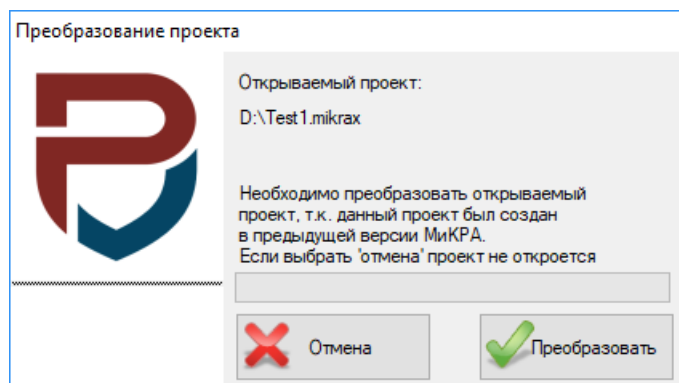 Преобразование проекта
Открываемый проект:
D:\Test1.mikrax
Необходимо преобразовать открываемый
проект, т.к. данный проект был создан
в предыдущей версии МиКРА.
Если выбрать 'отмена' проект не откроется
Отмена
Преобразовать